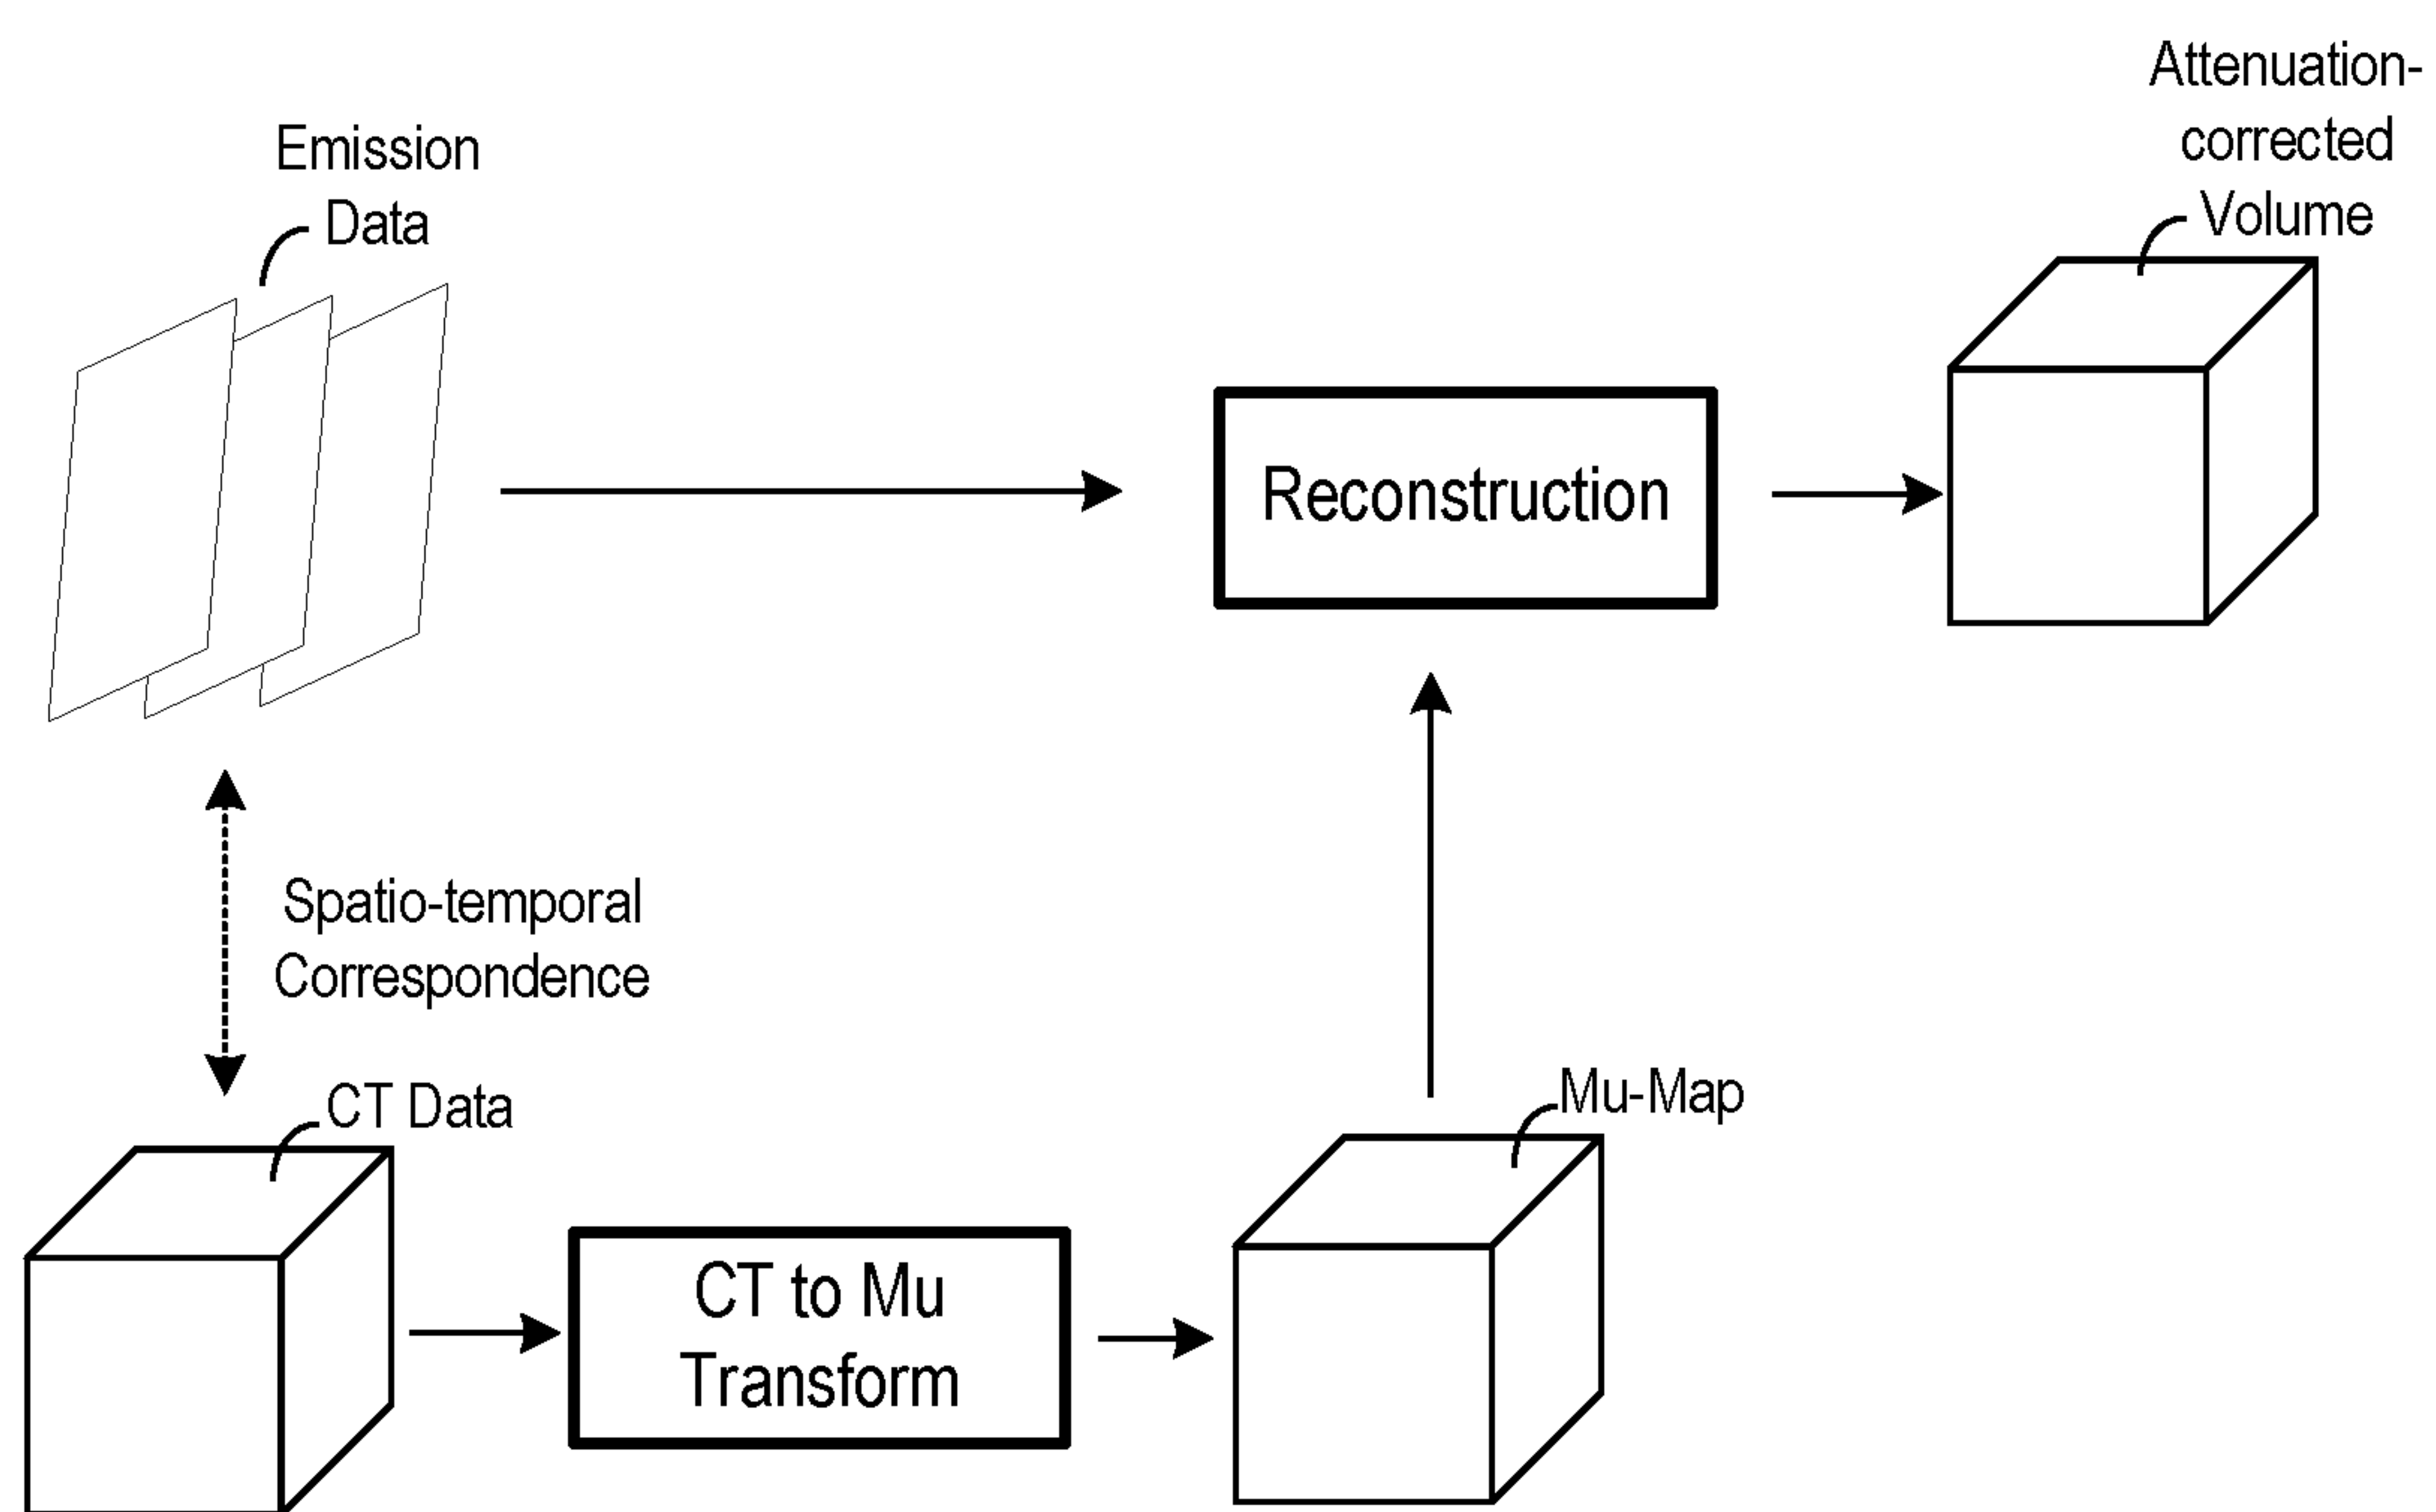 Attenuation-
corrected
Volume
Emission
Data
Reconstruction
Spatio-temporal
Correspondence
CT Data
Mu-Map
CT to Mu
Transform